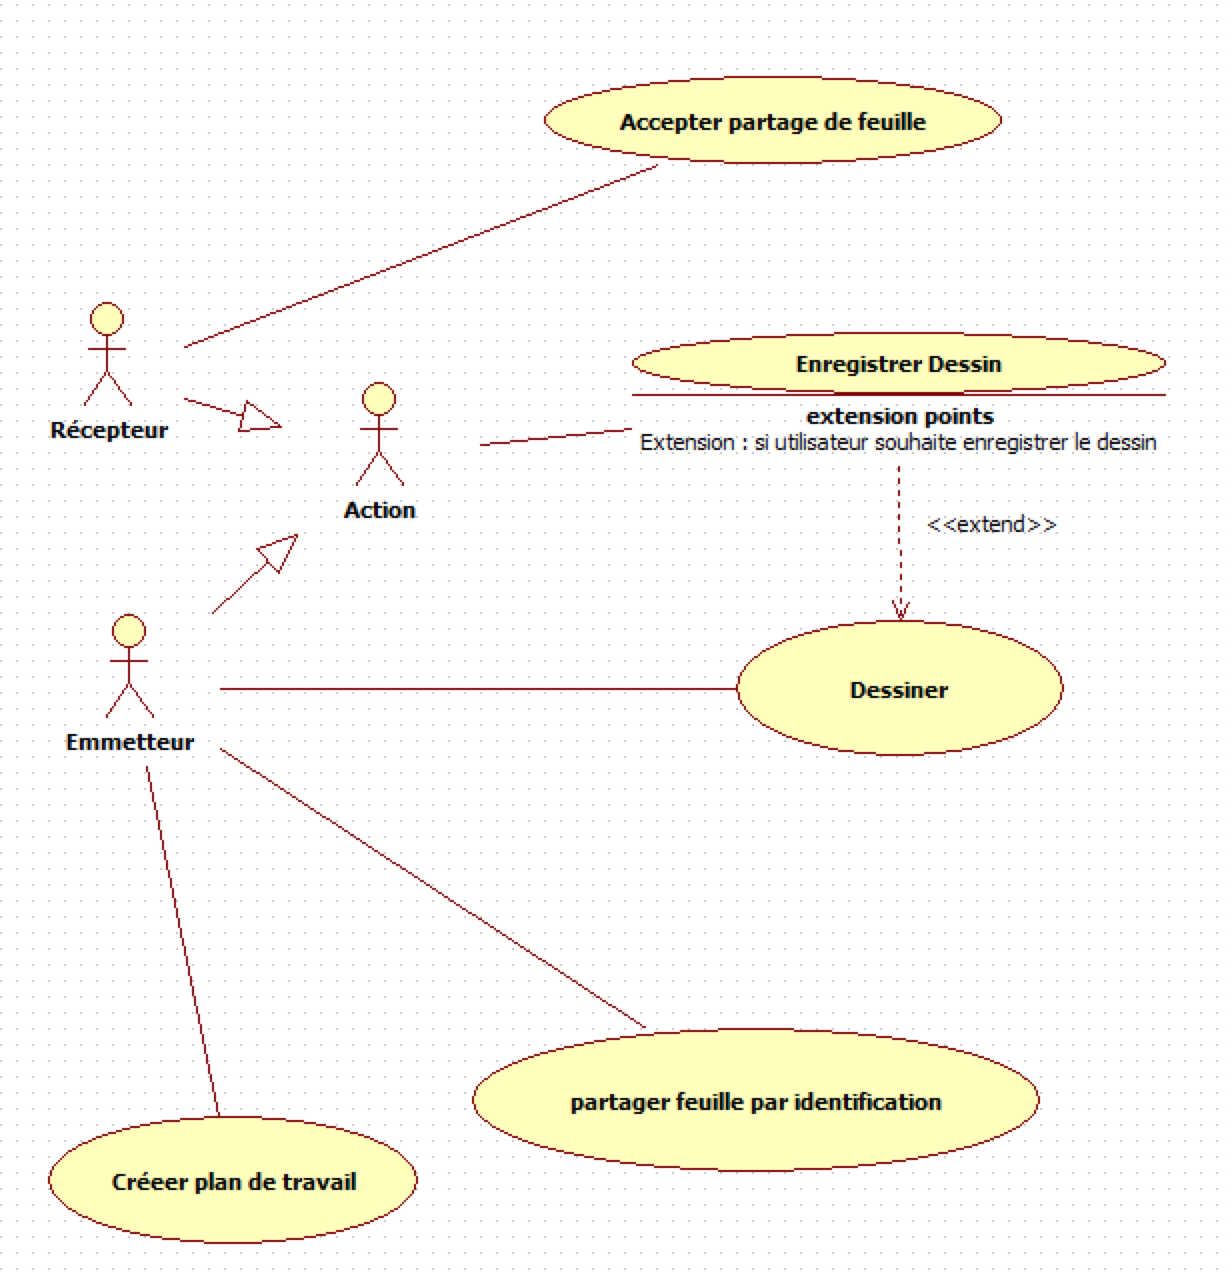 Accepter partage de feuille
Récepteur
Enregistrer Dessin
extension points
Extension : si utilisateur souhaite enregistrer le dessin
Action
<<extend>>
Dessiner
Emmetteur
partager feuille par identification
Créeer plan de travail